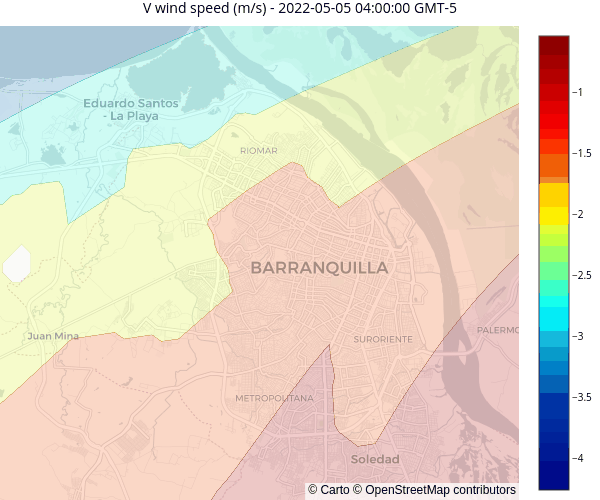 V wind speed (m/s) - 2022-05-05 04:00:00 GMT-5
Eduardo Santos
- La Playa
RIOMAR
BARRANQUILLA
Juan Mina
SURORIENTE
PALERMO
METROPOLITANA
Soledad
© Carto © OpenStreetMap contributors
−1
−1.5
−2
−2.5
−3
−3.5
−4